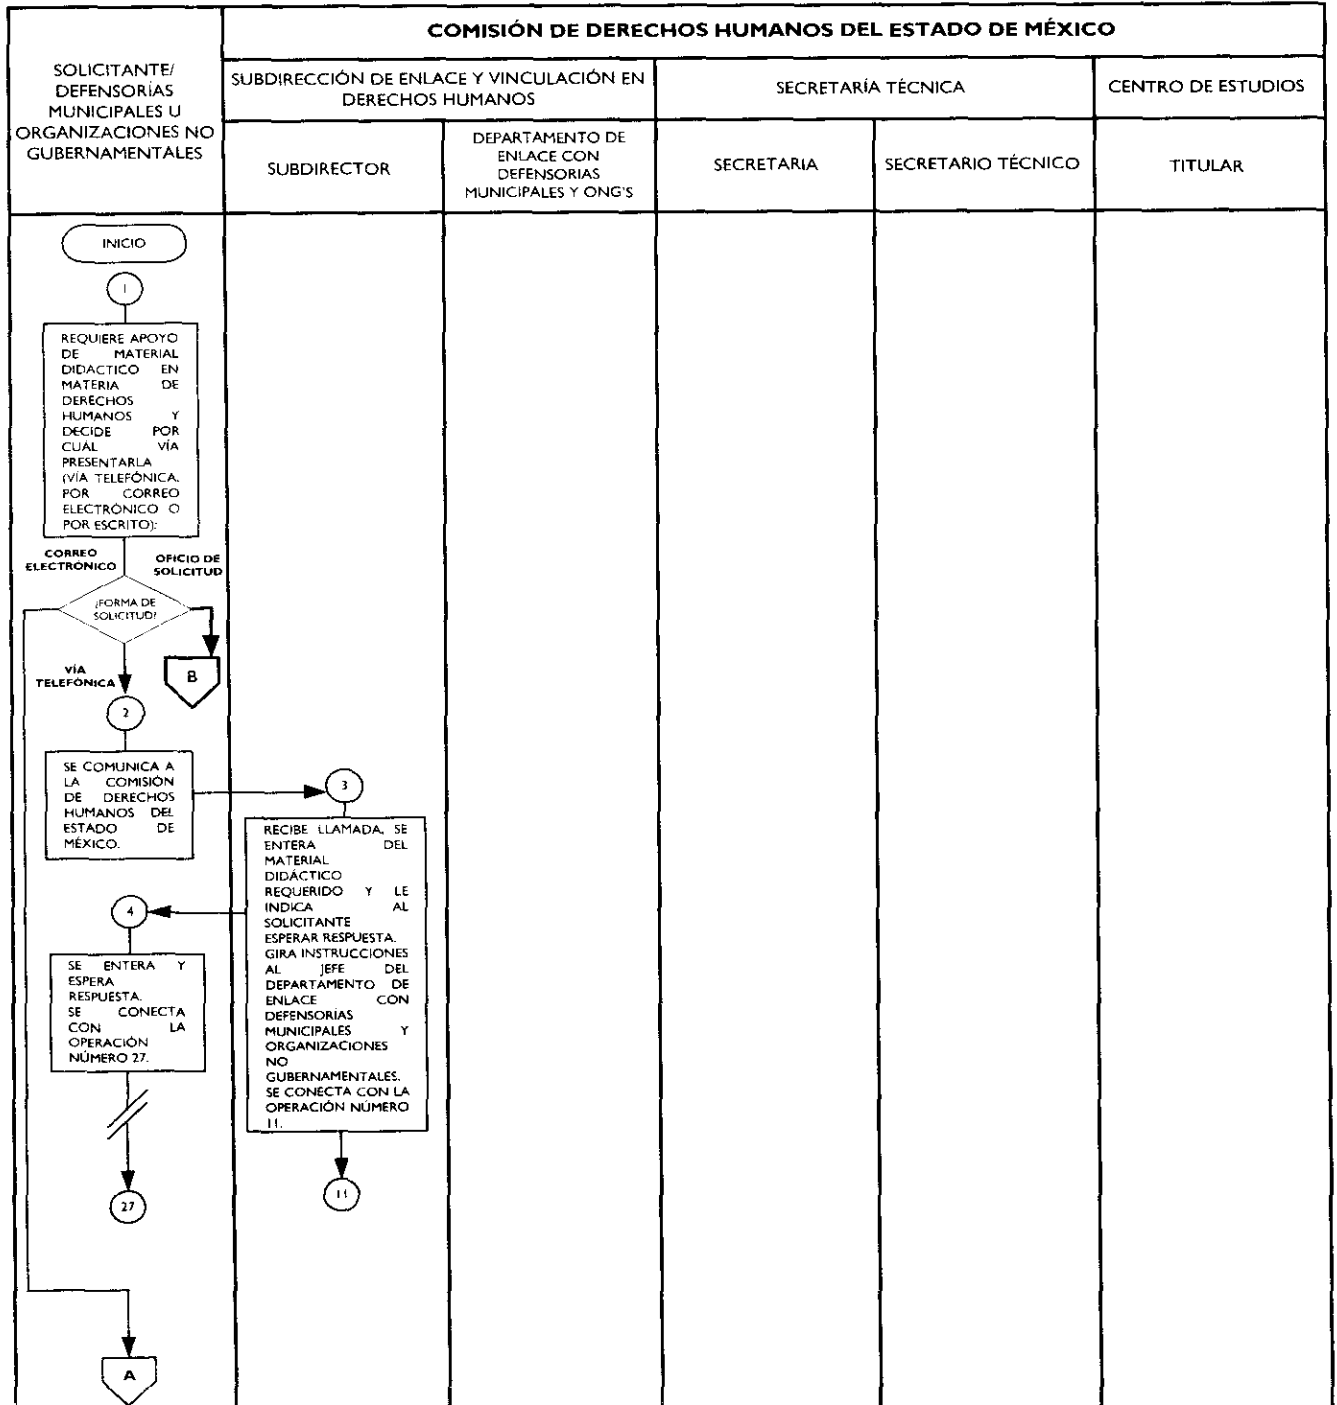 COMISIÓN DE DERECHOS HUMANOS DEL ESTADO DE MÉXICO
SOLICITANTE/
DEFENSORÍAS
MUNICIPALES U
ORGANIZACIONES NO
GUBERNAMENTALES
SUBDIRECCIÓN DE ENLACE Y VINCULACIÓN EN
DERECHOS HUMANOS
SECRETARÍA TÉCNICA
CENTRO DE ESTUDIOS
SUBDIRECTOR
DEPARTAMENTO DE
ENLACE CON
DEFENSORIAS
MUNICIPALES Y ONG'S
SECRETARIA
SECRETARIO TÉCNICO
TITULAR
INICIO
1
REQUIERE APOYO
DE MATERIAL
DIDACTICO EN
MATERIA DE
DERECHOS
HUMANOS Y
DECIDE POR
CUÁL VÍA
PRESENTARLA
(VÍA TELEFÓNICA,
POR CORREO
ELECTRÓNICO O
POR ESCRITO):
CORREO
ELECTRÓNICO
OFICIO DE
SOLICITUD
¿FORMA DE
SOLICITUD?
B
VÍA
TELEFÓNICA
2
SE COMUNICA A
LA COMISIÓN
DE DERECHOS
HUMANOS DEL
ESTADO DE
MÉXICO.
3
RECIBE LLAMADA, SE
ENTERA DEL
MATERIAL
DIDÁCTICO
REQUERIDO Y LE
INDICA AL
SOLICITANTE
ESPERAR RESPUESTA.
GIRA INSTRUCCIONES
AL JEFE DEL
DEPARTAMENTO DE
ENLACE CON
DEFENSORÍAS
MUNICIPALES Y
ORGANIZACIONES
NO
GUBERNAMENTALES.
SE CONECTA CON LA
OPERACIÓN NÚMERO
11.
4
SE ENTERA Y
ESPERA
RESPUESTA.
SE CONECTA
CON LA
OPERACIÓN
NÚMERO 27.
27
11
A